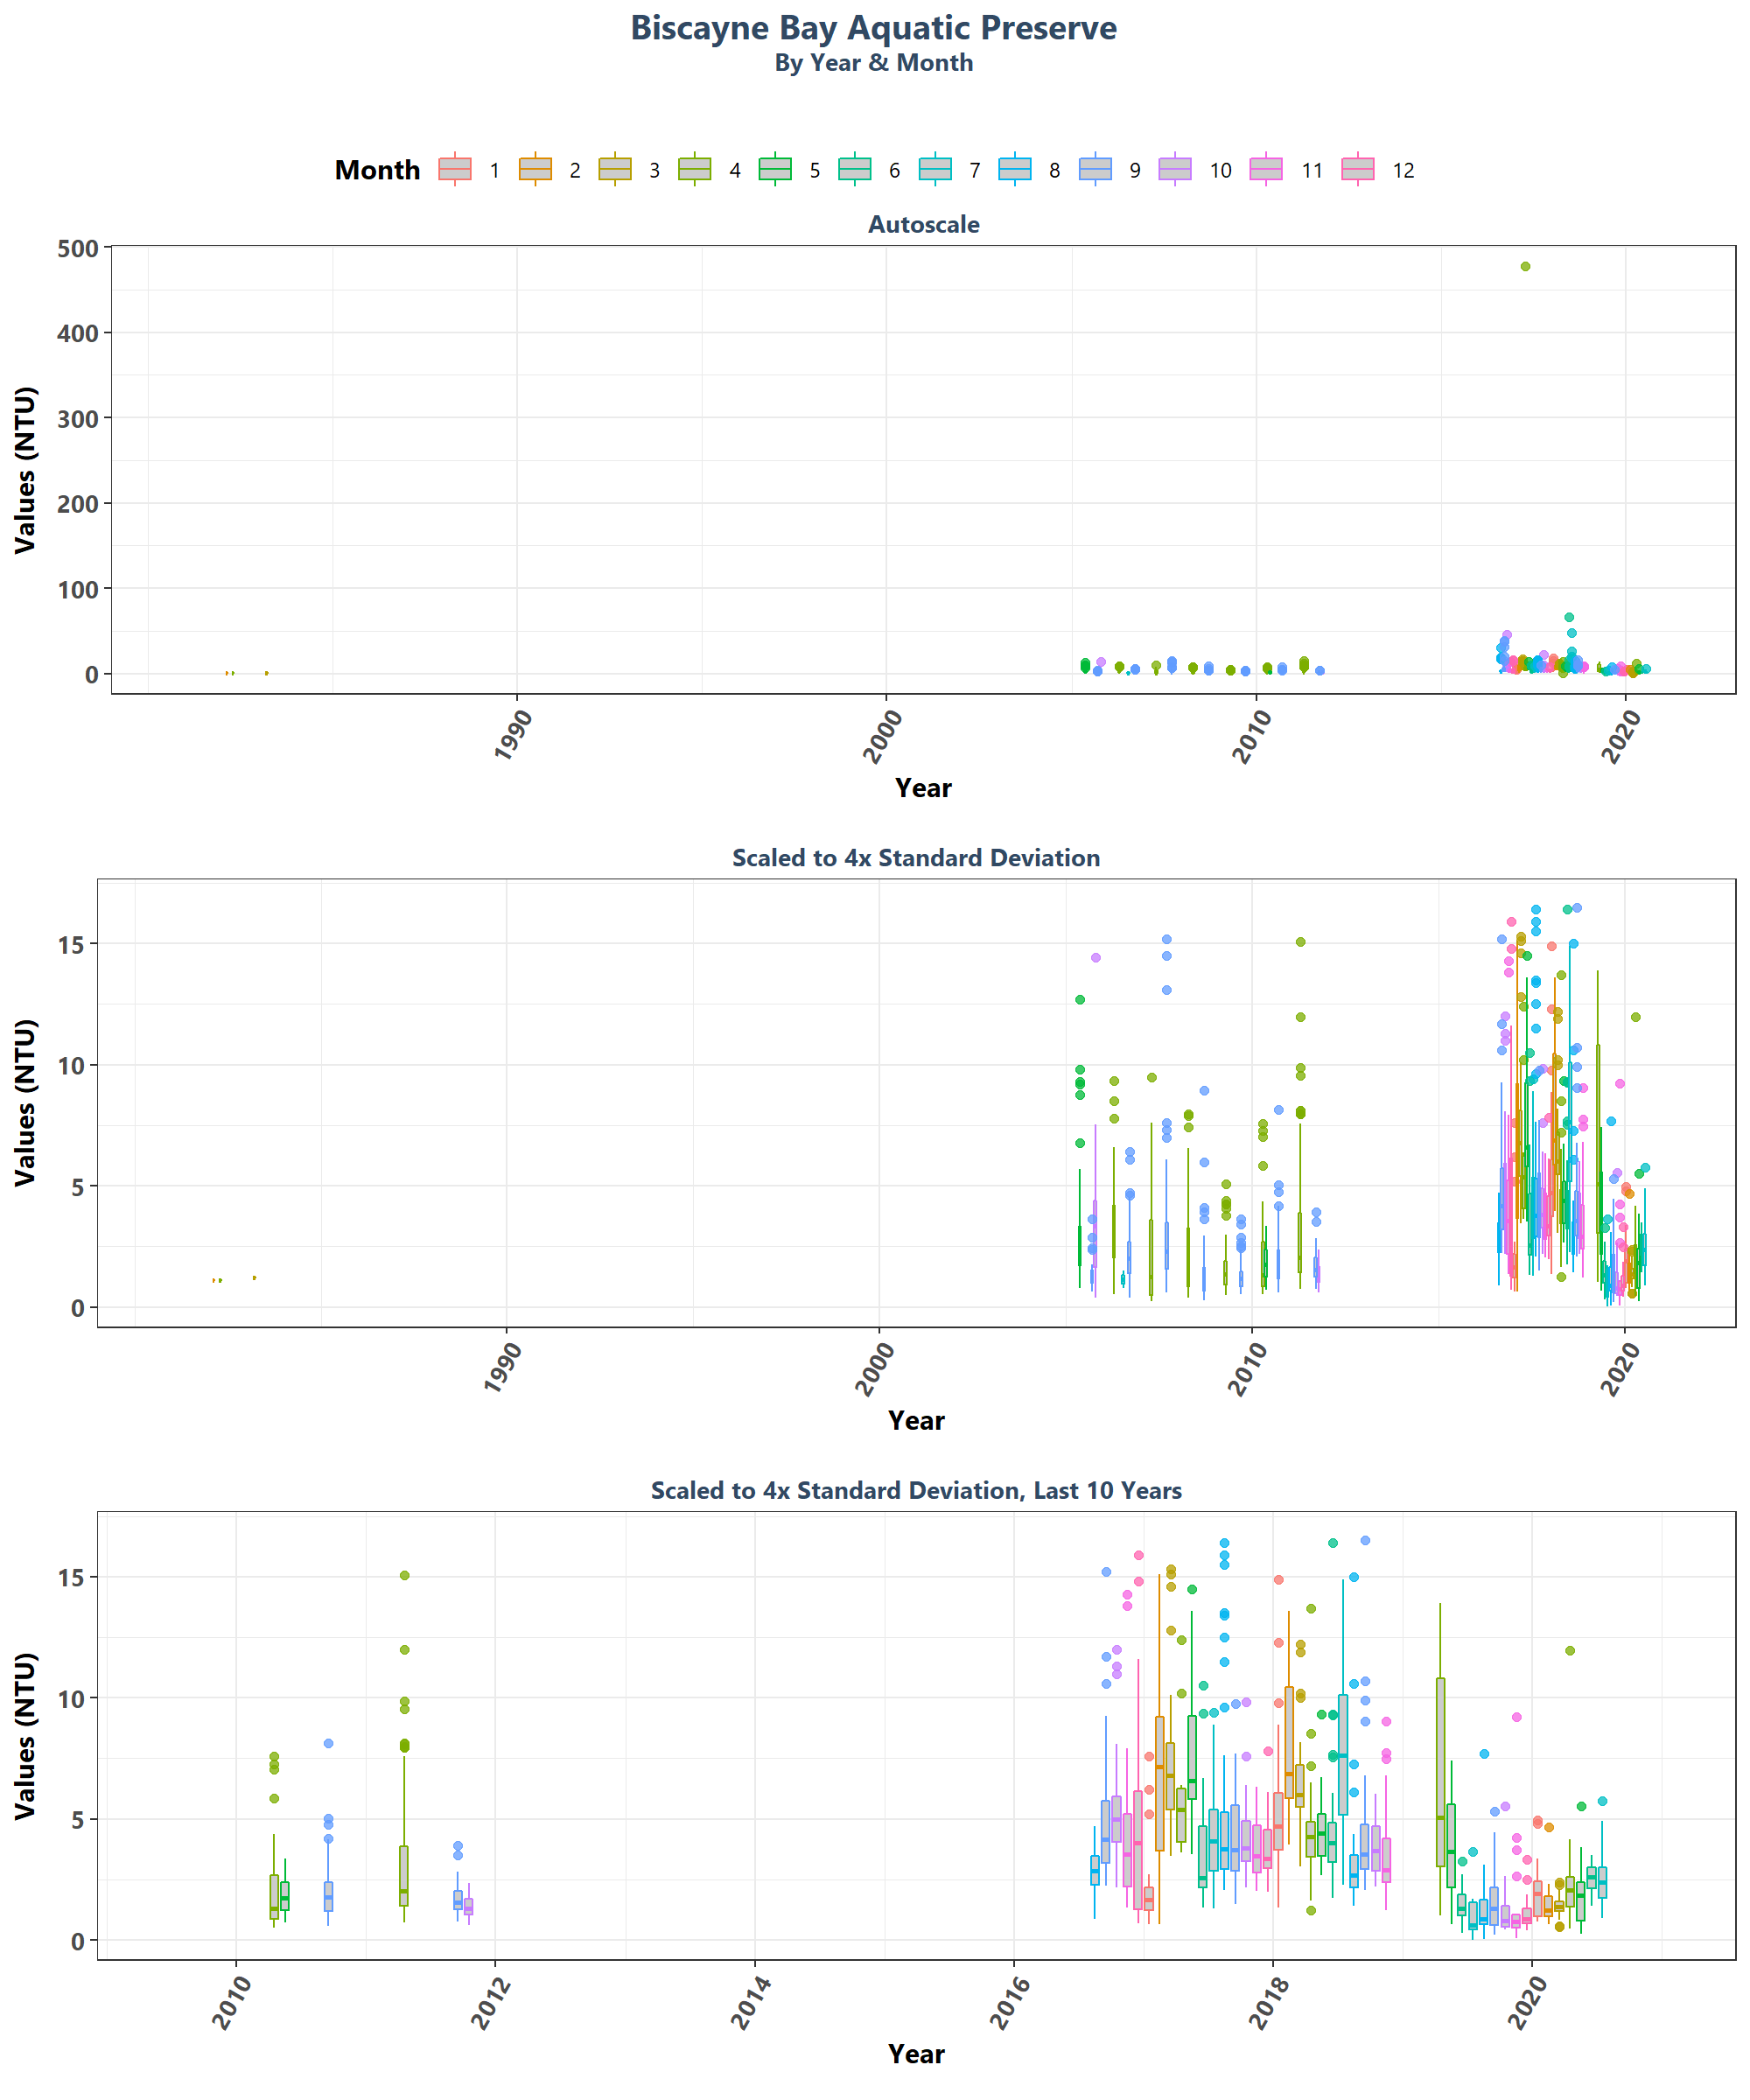 Biscayne Bay Aquatic Preserve
By Year & Month
Month 1 2 3 4 5 6 7 8 9 10 11 12
Autoscale
500
400
300
200
100
0
Values (NTU)
1990 2000 2010 2020
Year
Scaled to 4x Standard Deviation
15
10
5
0
Values (NTU)
1990 2000 2010 2020
Year
Scaled to 4x Standard Deviation, Last 10 Years
15
10
5
0
Values (NTU)
2010 2012 2014 2016 2018 2020
Year